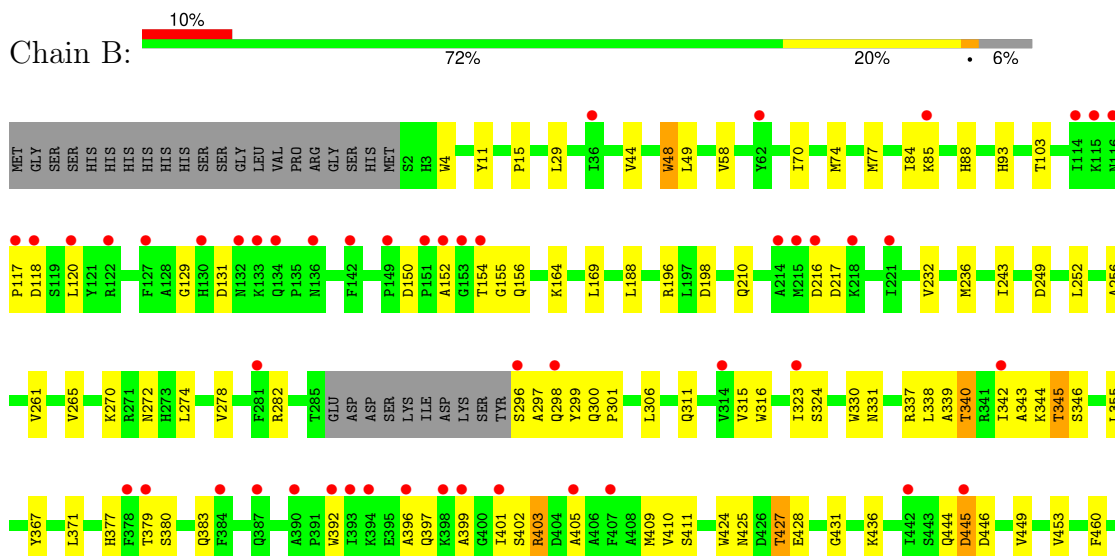 10%
Chain B:
72% 20% • 6%
MET GLY SER SER HIS HIS HIS HIS HIS HIS SER SER GLY LEU VAL PRO ARG GLY SER HIS MET S2 H3 W4 Y11 P15 L29 I36 V44 W48 L49 V58 Y62 I70 M74 M77 I84 K85 H88 H93 T103 I114 K115 N116
P117 D118 S119 L120 Y121 R122 F127 A128 G129 H130 D131 N132 K133 Q134 P135 N136 F142 P149 D150 P151 A152 G153 T154 G155 Q156 K164 L169 L188 R196 L197 D198 Q210 A214 M215 D216 D217 K218 I221 V232 M236 I243 D249 L252 A256
V261 V265 K270 R271 N272 H273 L274 V278 F281 R282 T285 GLU ASP ASP SER LYS ILE ASP LYS SER TYR S296 A297 Q298 Y299 Q300 P301 L306 Q311 V314 V315 W316 I323 S324 W330 N331 R337 L338 A339 T340 R341 I342 A343 K344 T345 S346 L355
Y367 L371 H377 F378 T379 S380 Q383 F384 Q387 A390 P391 W392 I393 K394 E395 A396 Q397 K398 A399 G400 I401 S402 R403 D404 A405 A406 F407 A408 M409 V410 S411 W424 N425 D426 T427 E428 G431 K436 I442 S443 Q444 D445 D446 V449 V453 F460